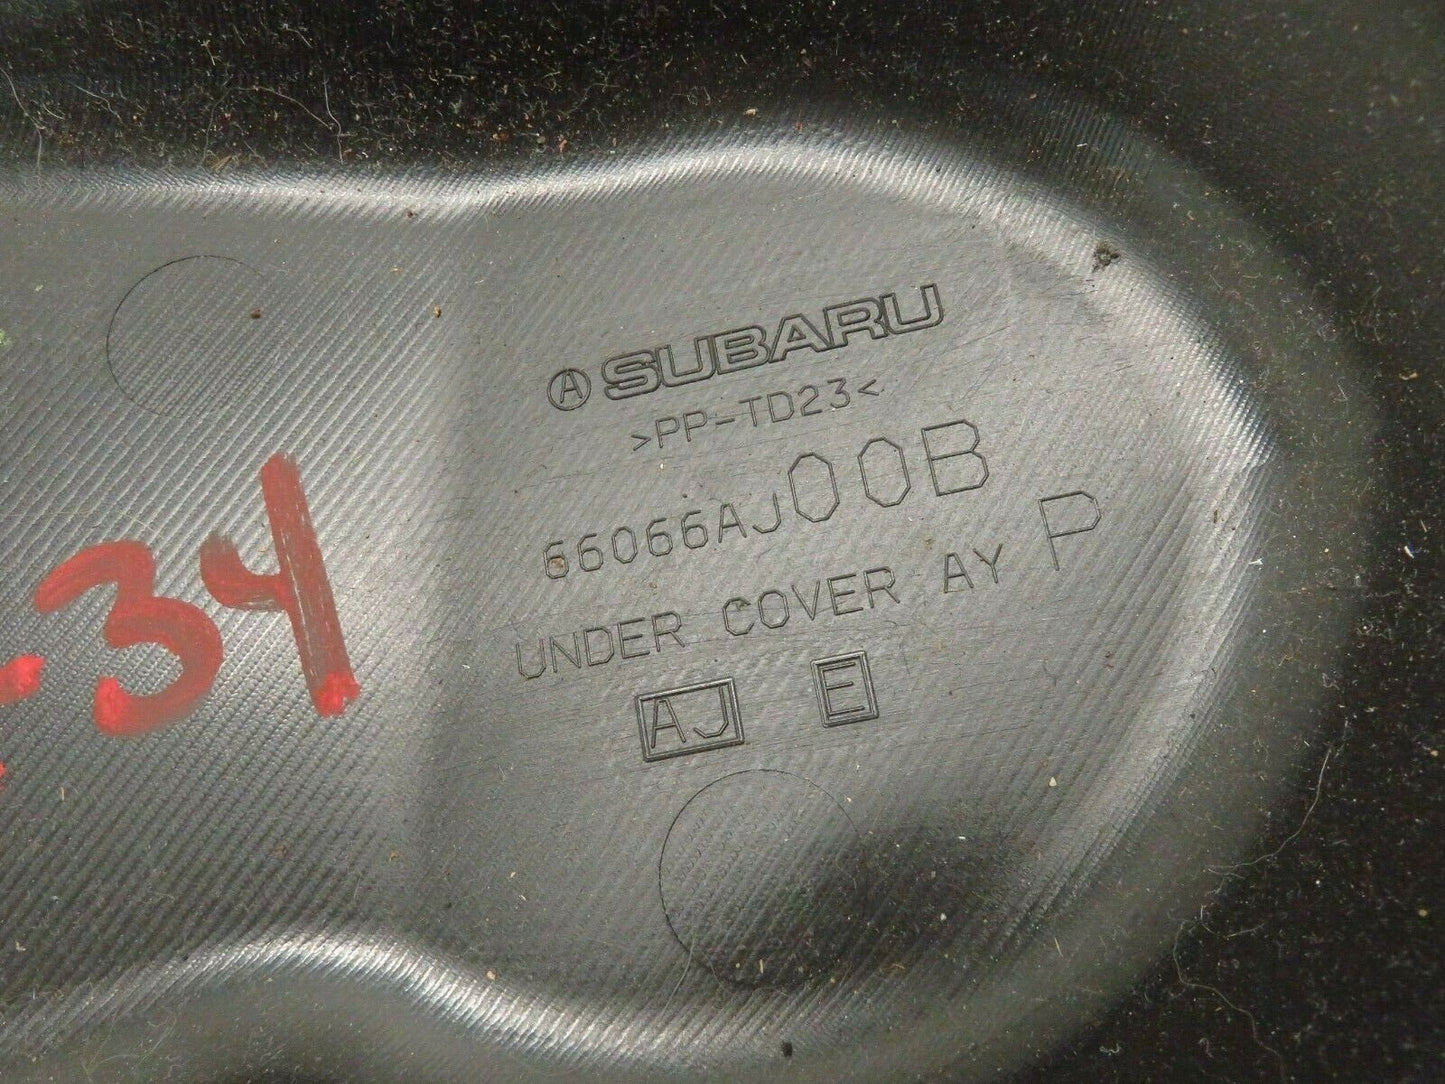 Ⓐ SUBARU
>PP-TD23<
66066AJ00B
UNDER COVER AY P
AJ E
-34